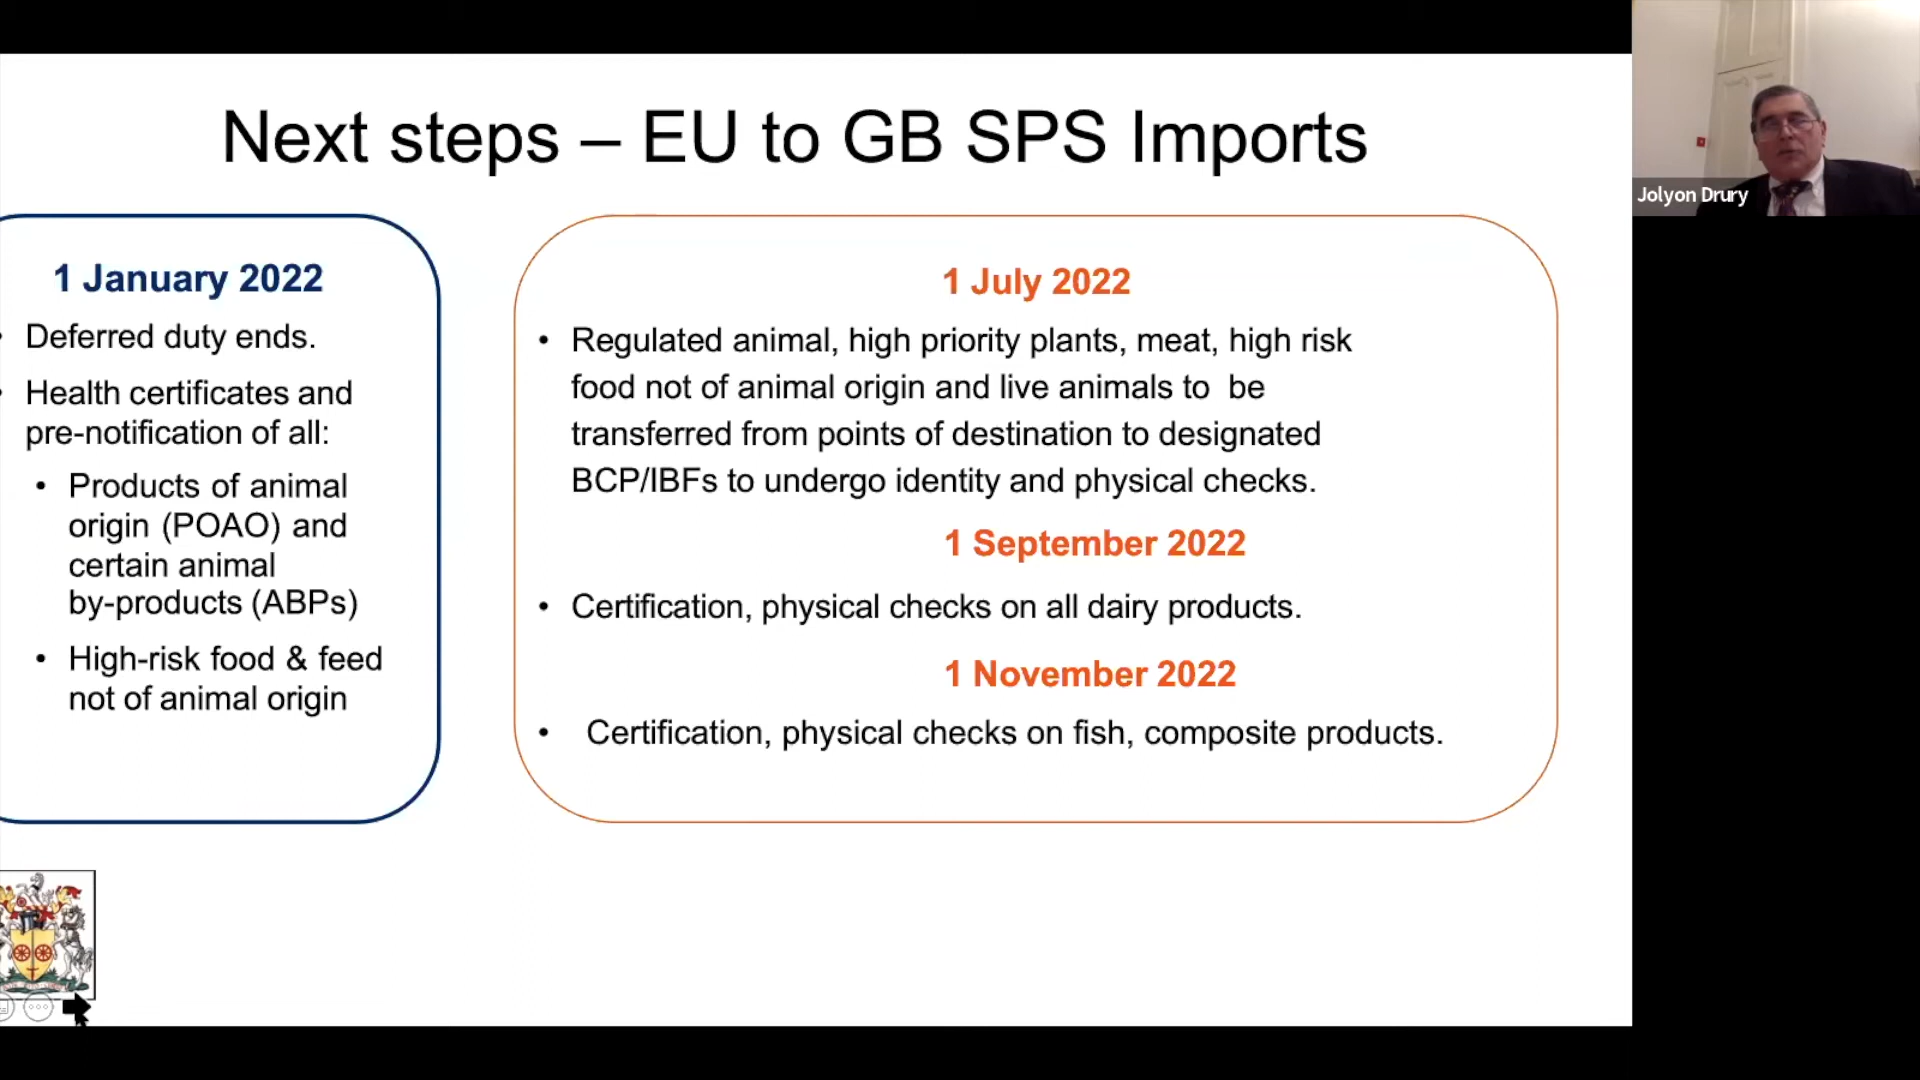 Next steps – EU to GB SPS Imports
Jolyon Drury
1 January 2022
• Deferred duty ends.
• Health certificates and
pre-notification of all:
• Products of animal
origin (POAO) and
certain animal
by-products (ABPs)
• High-risk food & feed
not of animal origin
1 July 2022
• Regulated animal, high priority plants, meat, high risk
food not of animal origin and live animals to be
transferred from points of destination to designated
BCP/IBFs to undergo identity and physical checks.
1 September 2022
• Certification, physical checks on all dairy products.
1 November 2022
• Certification, physical checks on fish, composite products.